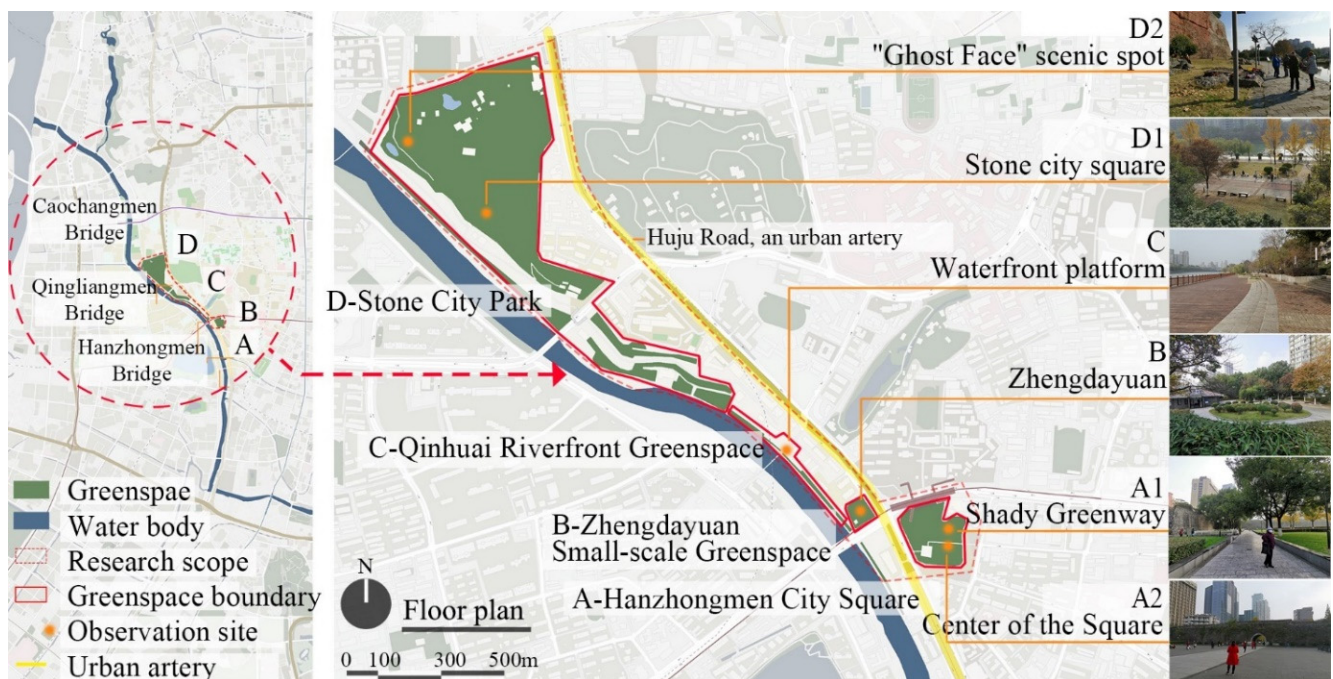 Caochangmen
Bridge
D
C
Qingliangmen
Bridge
B
A
Hanzhongmen
Bridge
Greenspae
Water body
Research scope
Greenspace boundary
Observation site
Urban artery
D2
"Ghost Face" scenic spot
D1
Stone city square
Huju Road, an urban artery
C
Waterfront platform
D-Stone City Park
B
Zhengdayuan
C-Qinhuai Riverfront Greenspace
A1
Shady Greenway
B-Zhengdayuan
Small-scale Greenspace
A-Hanzhongmen City Square
A2
Center of the Square
N
Floor plan
0 100 300 500m